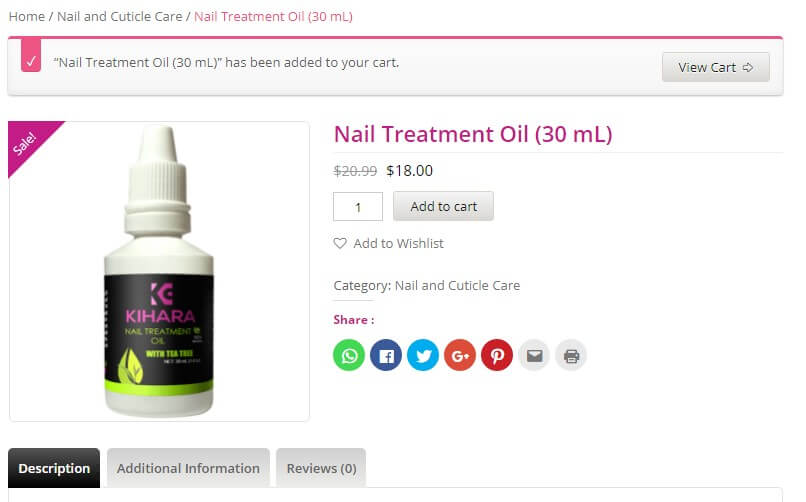 Home / Nail and Cuticle Care / Nail Treatment Oil (30 mL)
“Nail Treatment Oil (30 mL)” has been added to your cart.
View Cart
Sale!
Nail Treatment Oil (30 mL)
$20.99 $18.00
1
Add to cart
Add to Wishlist
Category: Nail and Cuticle Care
Share :
KIHARA
NAIL TREATMENT
OIL
WITH TEA TREE
Description
Additional Information
Reviews (0)